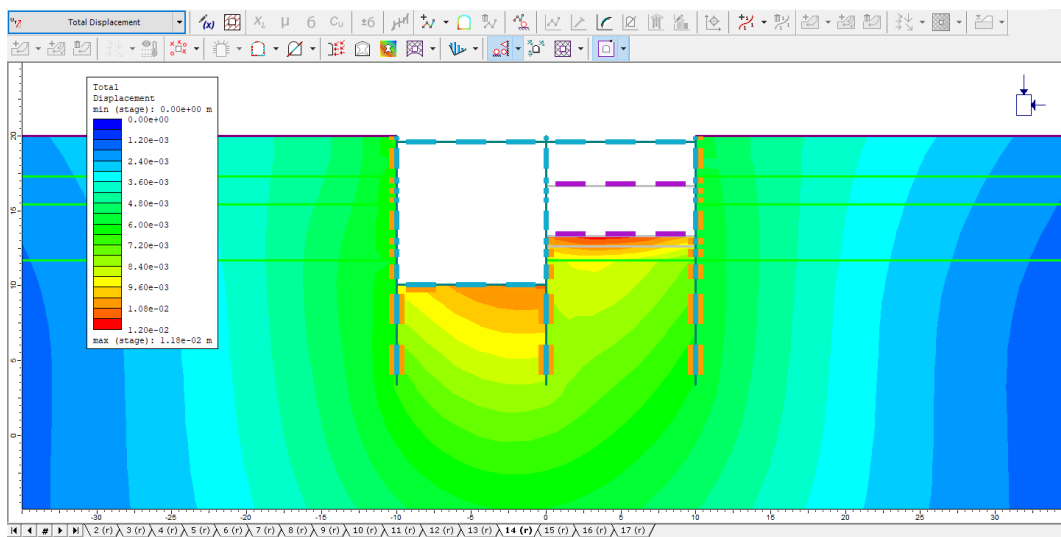 Total Displacement
X_L μ б C_u ±б
Total
Displacement
min (stage): 0.00e+00 m
0.00e+00
1.20e-03
2.40e-03
3.60e-03
4.80e-03
6.00e-03
7.20e-03
8.40e-03
9.60e-03
1.08e-02
1.20e-02
max (stage): 1.18e-02 m
20
15
10
5
0
-30 -25 -20 -15 -10 -5 0 5 10 15 20 25 30
2 (r) 3 (r) 4 (r) 5 (r) 6 (r) 7 (r) 8 (r) 9 (r) 10 (r) 11 (r) 12 (r) 13 (r) 14 (r) 15 (r) 16 (r) 17 (r)